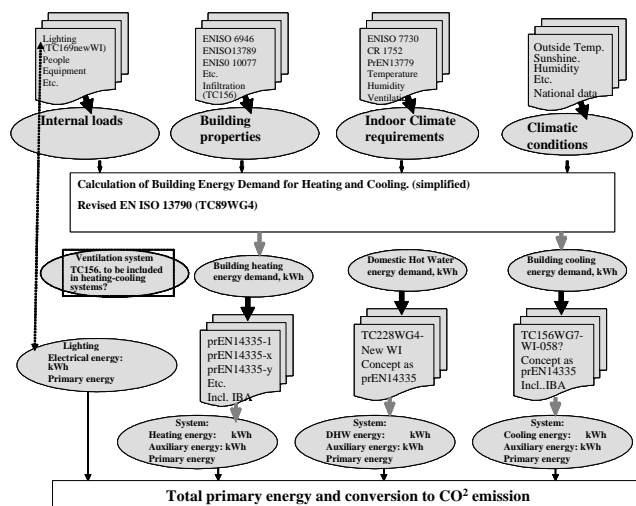 Lighting
(TC169newWI)
People
Equipment
Etc.
ENISO 6946
ENISO13789
ENIS0 10077
Etc.
Infiltration
(TC156)
ENISO 7730
CR 1752
PrEN13779
Temperature
Humidity
Ventilation
Outside Temp.
Sunshine.
Humidity
Etc.
National data
Internal loads
Building
properties
Indoor Climate
requirements
Climatic
conditions
Calculation of Building Energy Demand for Heating and Cooling. (simplified)
Revised EN ISO 13790 (TC89WG4)
Ventilation system
TC156, to be included
in heating-cooling
systems?
Building heating
energy demand, kWh
Domestic Hot Water
energy demand, kWh
Building cooling
energy demand, kWh
Lighting
Electrical energy:
kWh
Primary energy
prEN14335-1
prEN14335-x
prEN14335-y
Etc.
Incl. IBA
TC228WG4-
New WI
Concept as
prEN14335
TC156WG7-
WI-058?
Concept as
prEN14335
Incl..IBA
System:
Heating energy: kWh
Auxiliary energy: kWh
Primary energy
System:
DHW energy: kWh
Auxiliary energy: kWh
Primary energy
System:
Cooling energy: kWh
Auxiliary energy: kWh
Primary energy
Total primary energy and conversion to CO² emission